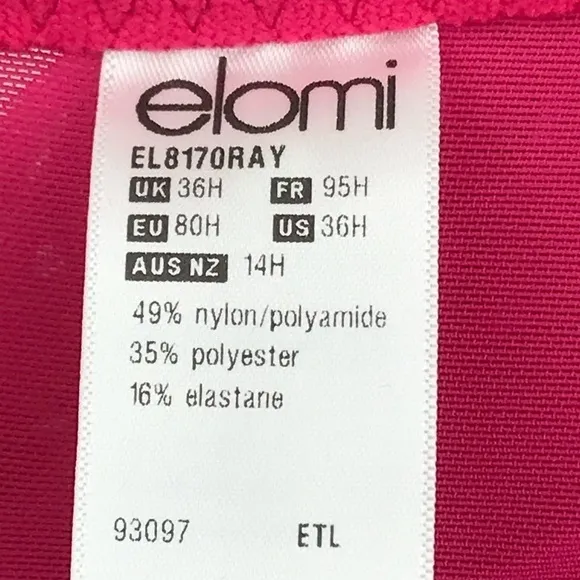 elomi
EL8170RAY
UK 36H FR 95H
EU 80H US 36H
AUS NZ 14H
49% nylon/polyamide
35% polyester
16% elastane
93097 ETL